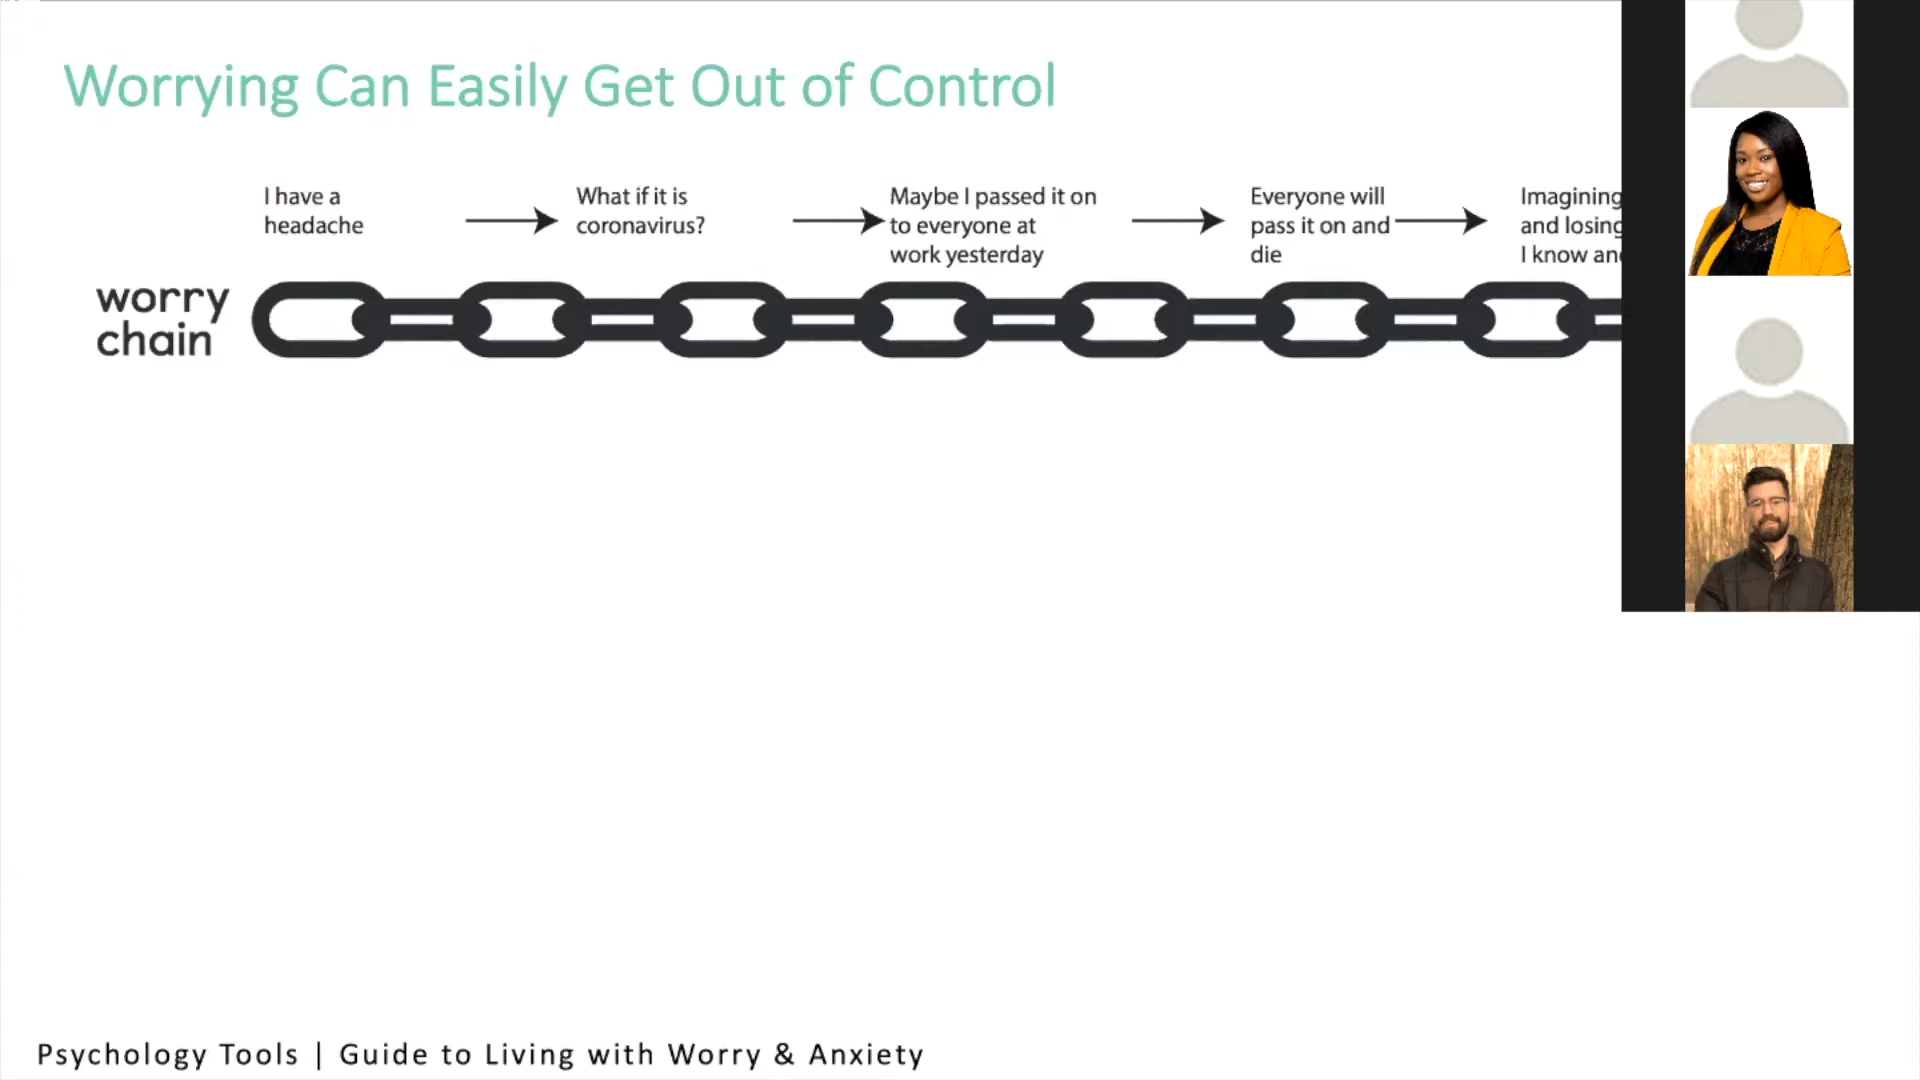 Worrying Can Easily Get Out of Control
I have a
headache
What if it is
coronavirus?
Maybe I passed it on
to everyone at
work yesterday
Everyone will
pass it on and
die
Imagining
and losing
I know
worry
chain
Psychology Tools | Guide to Living with Worry & Anxiety